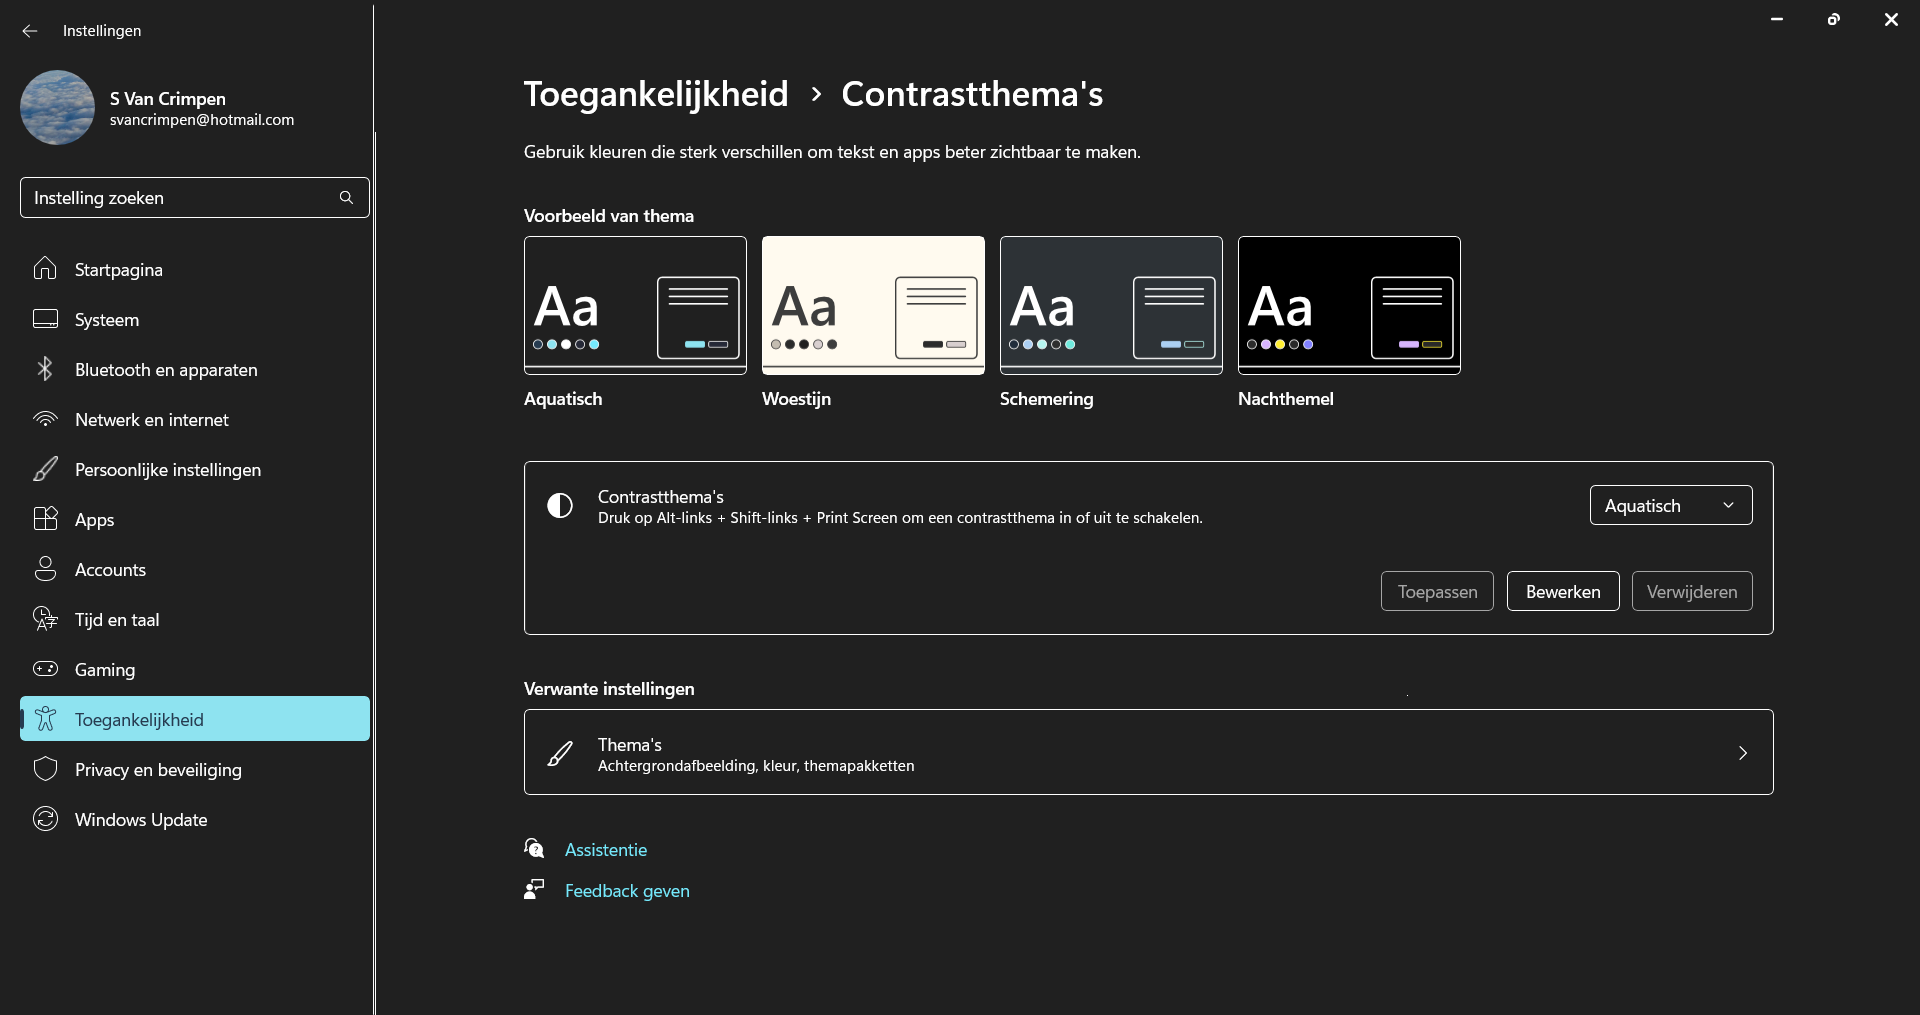 Instellingen
S Van Crimpen
svancrimpen@hotmail.com
Instelling zoeken
Startpagina
Systeem
Bluetooth en apparaten
Netwerk en internet
Persoonlijke instellingen
Apps
Accounts
Tijd en taal
Gaming
Toegankelijkheid
Privacy en beveiliging
Windows Update
Toegankelijkheid > Contrastthema's
Gebruik kleuren die sterk verschillen om tekst en apps beter zichtbaar te maken.
Voorbeeld van thema
Aa Aa Aa Aa
Aquatisch Woestijn Schemering Nachthemel
Contrastthema's
Druk op Alt-links + Shift-links + Print Screen om een contrastthema in of uit te schakelen.
Aquatisch
Toepassen Bewerken Verwijderen
Verwante instellingen
Thema's
Achtergrondafbeelding, kleur, themapakketten
Assistentie
Feedback geven